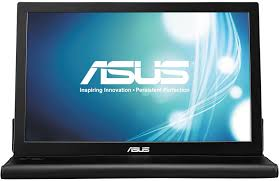 ASUS
Inspiring Innovation • Persistent Perfection
ASUS